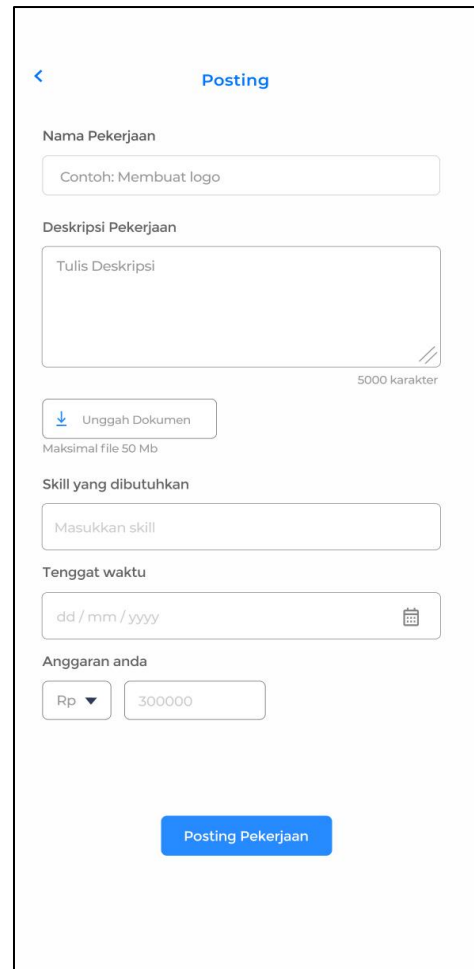 Posting
Nama Pekerjaan
Contoh: Membuat logo
Deskripsi Pekerjaan
Tulis Deskripsi
5000 karakter
Unggah Dokumen
Maksimal file 50 Mb
Skill yang dibutuhkan
Masukkan skill
Tenggat waktu
dd / mm / yyyy
Anggaran anda
Rp 300000
Posting Pekerjaan